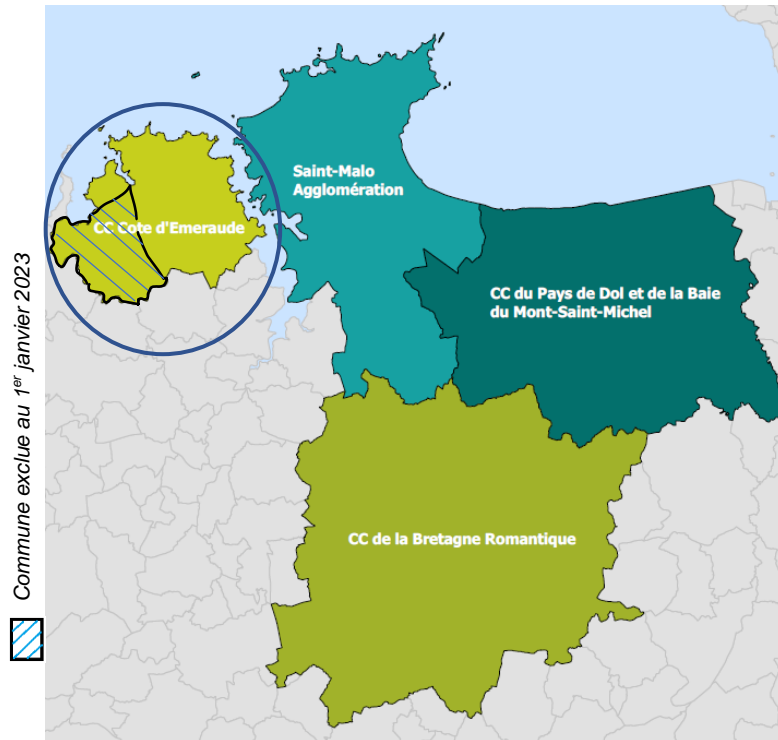 Saint-Malo
Agglomération
CC Cote d'Emeraude
CC du Pays de Dol et de la Baie
du Mont-Saint-Michel
CC de la Bretagne Romantique
Commune exclue au 1er janvier 2023